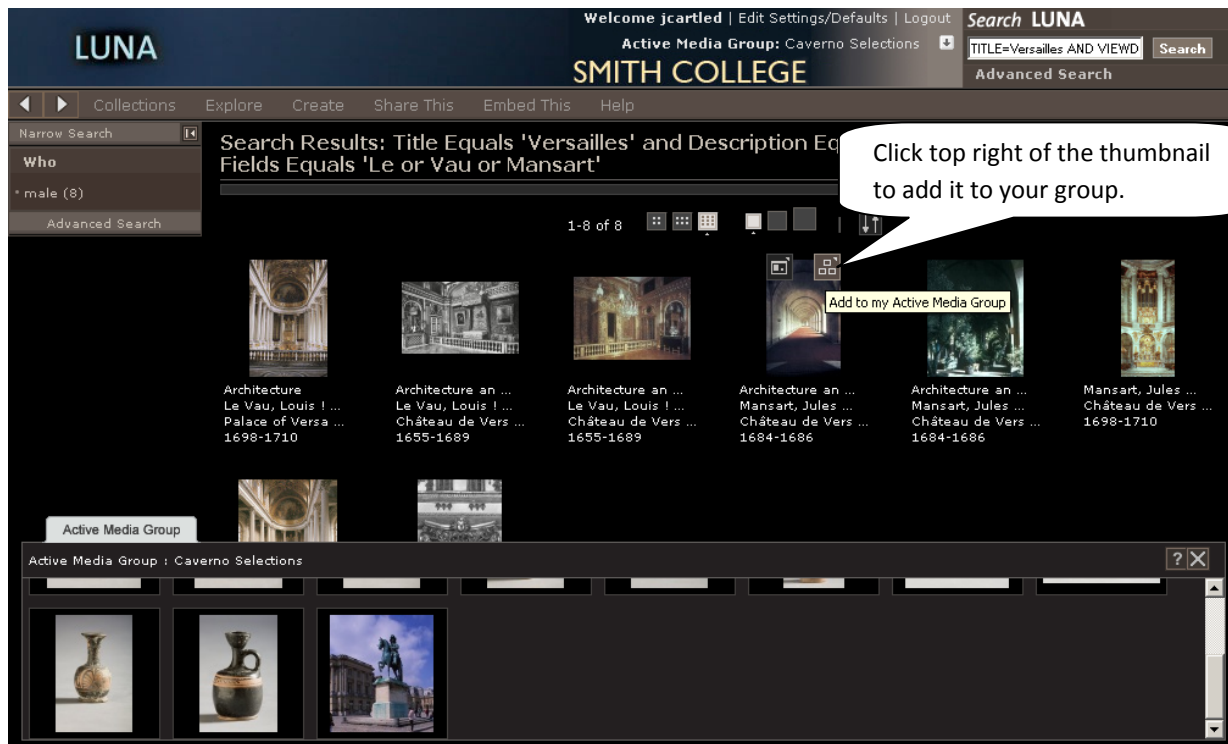 LUNA
Welcome jcartled | Edit Settings/Defaults | Logout
Active Media Group: Caverno Selections
SMITH COLLEGE
Search LUNA
TITLE=Versailles AND VIEWD
Search
Advanced Search
Collections Explore Create Share This Embed This Help
Narrow Search
Who
male (8)
Advanced Search
Search Results: Title Equals 'Versailles' and Description Eq
Fields Equals 'Le or Vau or Mansart'
Click top right of the thumbnail
to add it to your group.
1-8 of 8
Add to my Active Media Group
Architecture
Le Vau, Louis ! ...
Palace of Versa ...
1698-1710
Architecture an ...
Le Vau, Louis ! ...
Château de Vers ...
1655-1689
Architecture an ...
Le Vau, Louis ! ...
Château de Vers ...
1655-1689
Architecture an ...
Mansart, Jules ...
Château de Vers ...
1684-1686
Architecture an ...
Mansart, Jules ...
Château de Vers ...
1684-1686
Mansart, Jules ...
Château de Vers ...
1698-1710
Active Media Group
Active Media Group : Caverno Selections
?